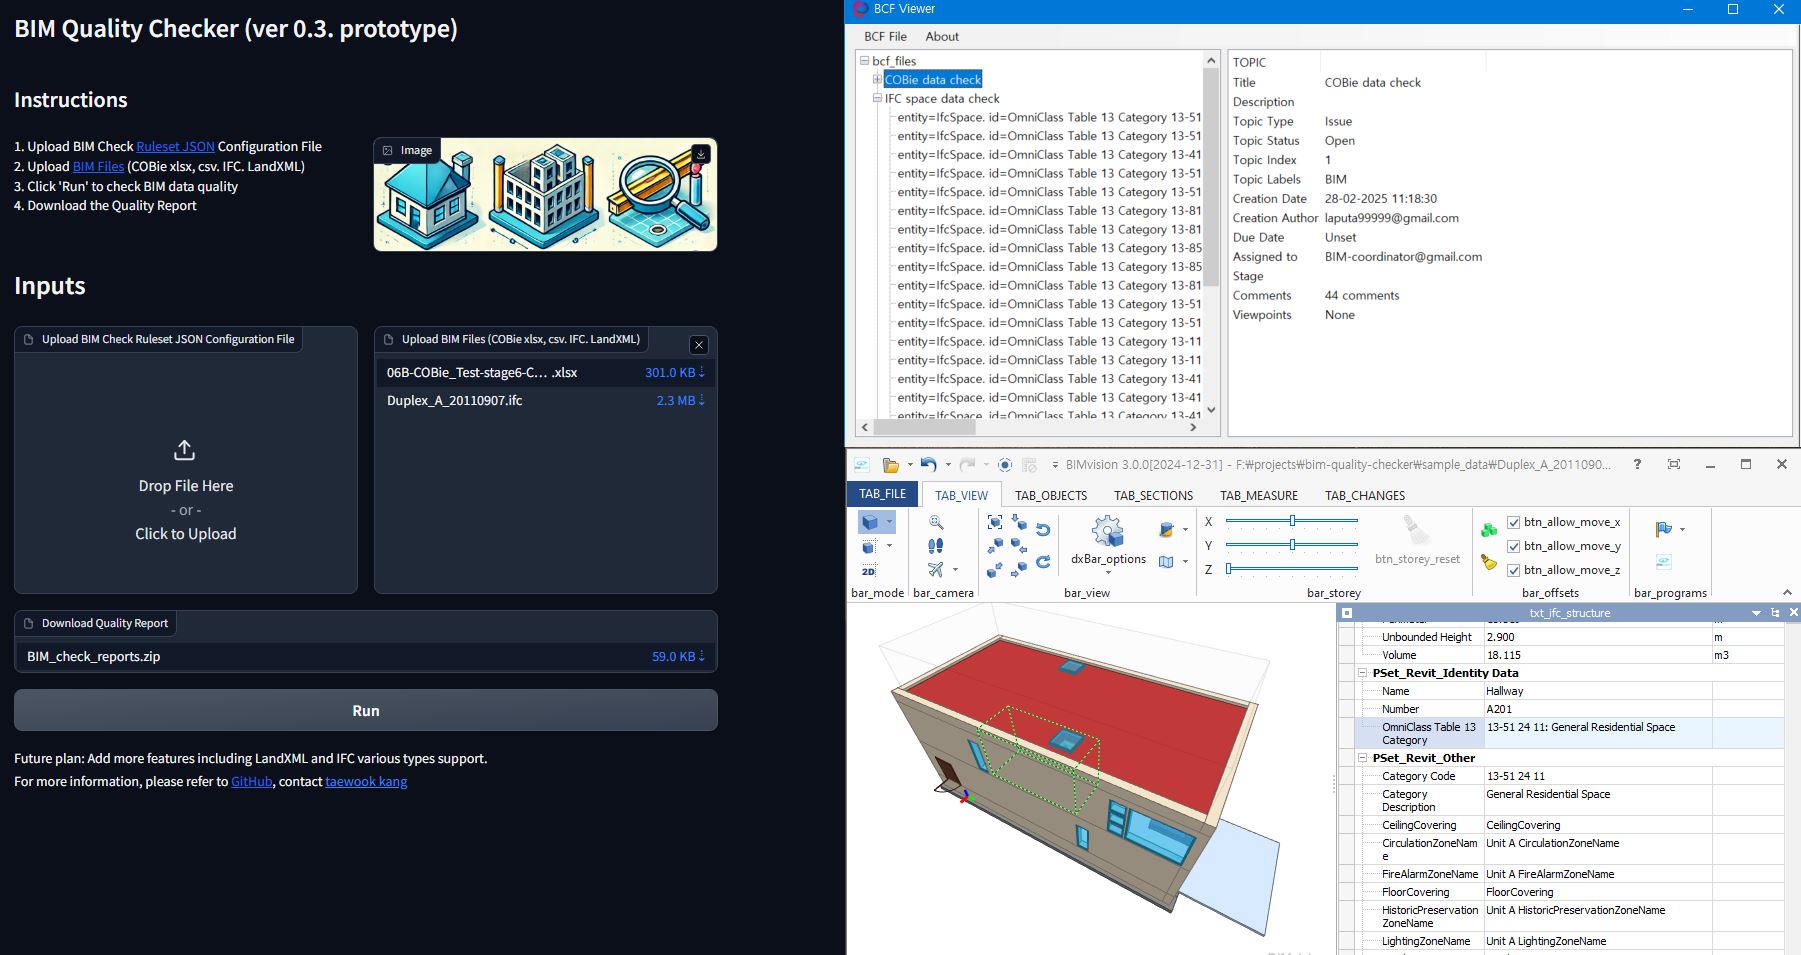 BIM Quality Checker (ver 0.3. prototype)
Instructions
1. Upload BIM Check Ruleset JSON Configuration File
2. Upload BIM Files (COBie xlsx, csv. IFC. LandXML)
3. Click 'Run' to check BIM data quality
4. Download the Quality Report
Image
Inputs
Upload BIM Check Ruleset JSON Configuration File
Drop File Here
- or -
Click to Upload
Upload BIM Files (COBie xlsx, csv. IFC. LandXML)
06B-COBie_Test-stage6-C... .xlsx 301.0 KB ⇣
Duplex_A_20110907.ifc 2.3 MB ⇣
Download Quality Report
BIM_check_reports.zip 59.0 KB ⇣
Run
Future plan: Add more features including LandXML and IFC various types support.
For more information, please refer to GitHub, contact taewook kang
BCF Viewer
BCF File About
bcf_files
COBie data check
IFC space data check
entity=IfcSpace. id=OmniClass Table 13 Category 13-51
entity=IfcSpace. id=OmniClass Table 13 Category 13-51
entity=IfcSpace. id=OmniClass Table 13 Category 13-41
entity=IfcSpace. id=OmniClass Table 13 Category 13-51
entity=IfcSpace. id=OmniClass Table 13 Category 13-51
entity=IfcSpace. id=OmniClass Table 13 Category 13-81
entity=IfcSpace. id=OmniClass Table 13 Category 13-81
entity=IfcSpace. id=OmniClass Table 13 Category 13-85
entity=IfcSpace. id=OmniClass Table 13 Category 13-85
entity=IfcSpace. id=OmniClass Table 13 Category 13-81
entity=IfcSpace. id=OmniClass Table 13 Category 13-51
entity=IfcSpace. id=OmniClass Table 13 Category 13-51
entity=IfcSpace. id=OmniClass Table 13 Category 13-11
entity=IfcSpace. id=OmniClass Table 13 Category 13-11
entity=IfcSpace. id=OmniClass Table 13 Category 13-41
entity=IfcSpace. id=OmniClass Table 13 Category 13-41
entity=IfcSpace. id=OmniClass Table 13 Category 13-41
TOPIC
Title COBie data check
Description
Topic Type Issue
Topic Status Open
Topic Index 1
Topic Labels BIM
Creation Date 28-02-2025 11:18:30
Creation Author laputa99999@gmail.com
Due Date Unset
Assigned to BIM-coordinator@gmail.com
Stage
Comments 44 comments
Viewpoints None
BIMvision 3.0.0[2024-12-31] - F:₩projects₩bim-quality-checker₩sample_data₩Duplex_A_2011090...
TAB_FILE TAB_VIEW TAB_OBJECTS TAB_SECTIONS TAB_MEASURE TAB_CHANGES
2D
dxBar_options
X
Y
Z
btn_storey_reset
btn_allow_move_x
btn_allow_move_y
btn_allow_move_z
bar_mode bar_camera bar_view bar_storey bar_offsets bar_programs
txt_ifc_structure
Unbounded Height 2.900 m
Volume 18.115 m3
PSet_Revit_Identity Data
Name Hallway
Number A201
OmniClass Table 13 13-51 24 11: General Residential Space
Category
PSet_Revit_Other
Category Code 13-51 24 11
Category General Residential Space
Description
CeilingCovering CeilingCovering
CirculationZoneNam Unit A CirculationZoneName
e
FireAlarmZoneName Unit A FireAlarmZoneName
FloorCovering FloorCovering
HistoricPreservation Unit A HistoricPreservationZoneName
ZoneName
LightingZoneName Unit A LightingZoneName